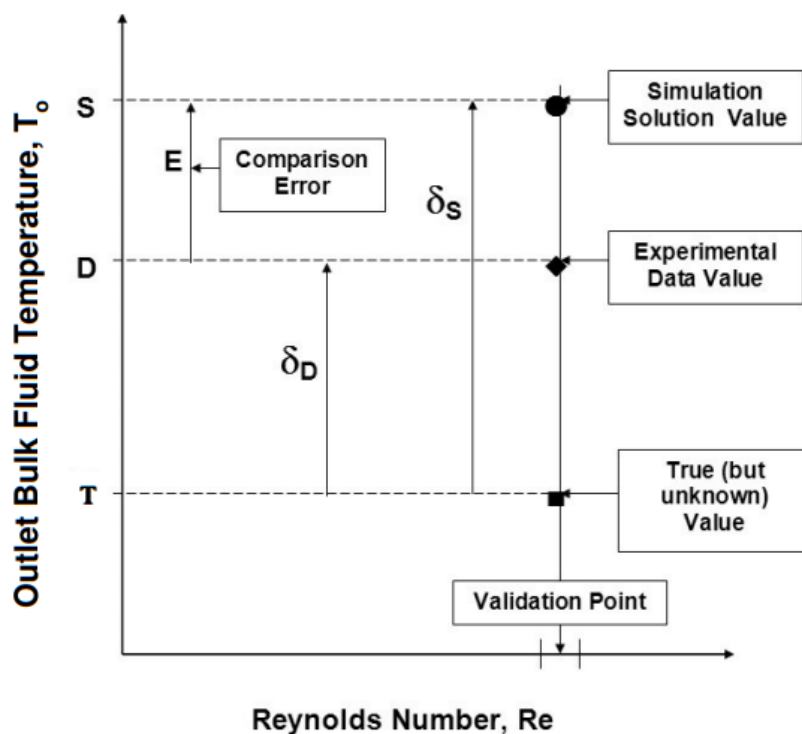 Outlet Bulk Fluid Temperature, To
S
Simulation
Solution Value
E
Comparison
Error
δS
D
Experimental
Data Value
δD
T
True (but
unknown)
Value
Validation Point
Reynolds Number, Re